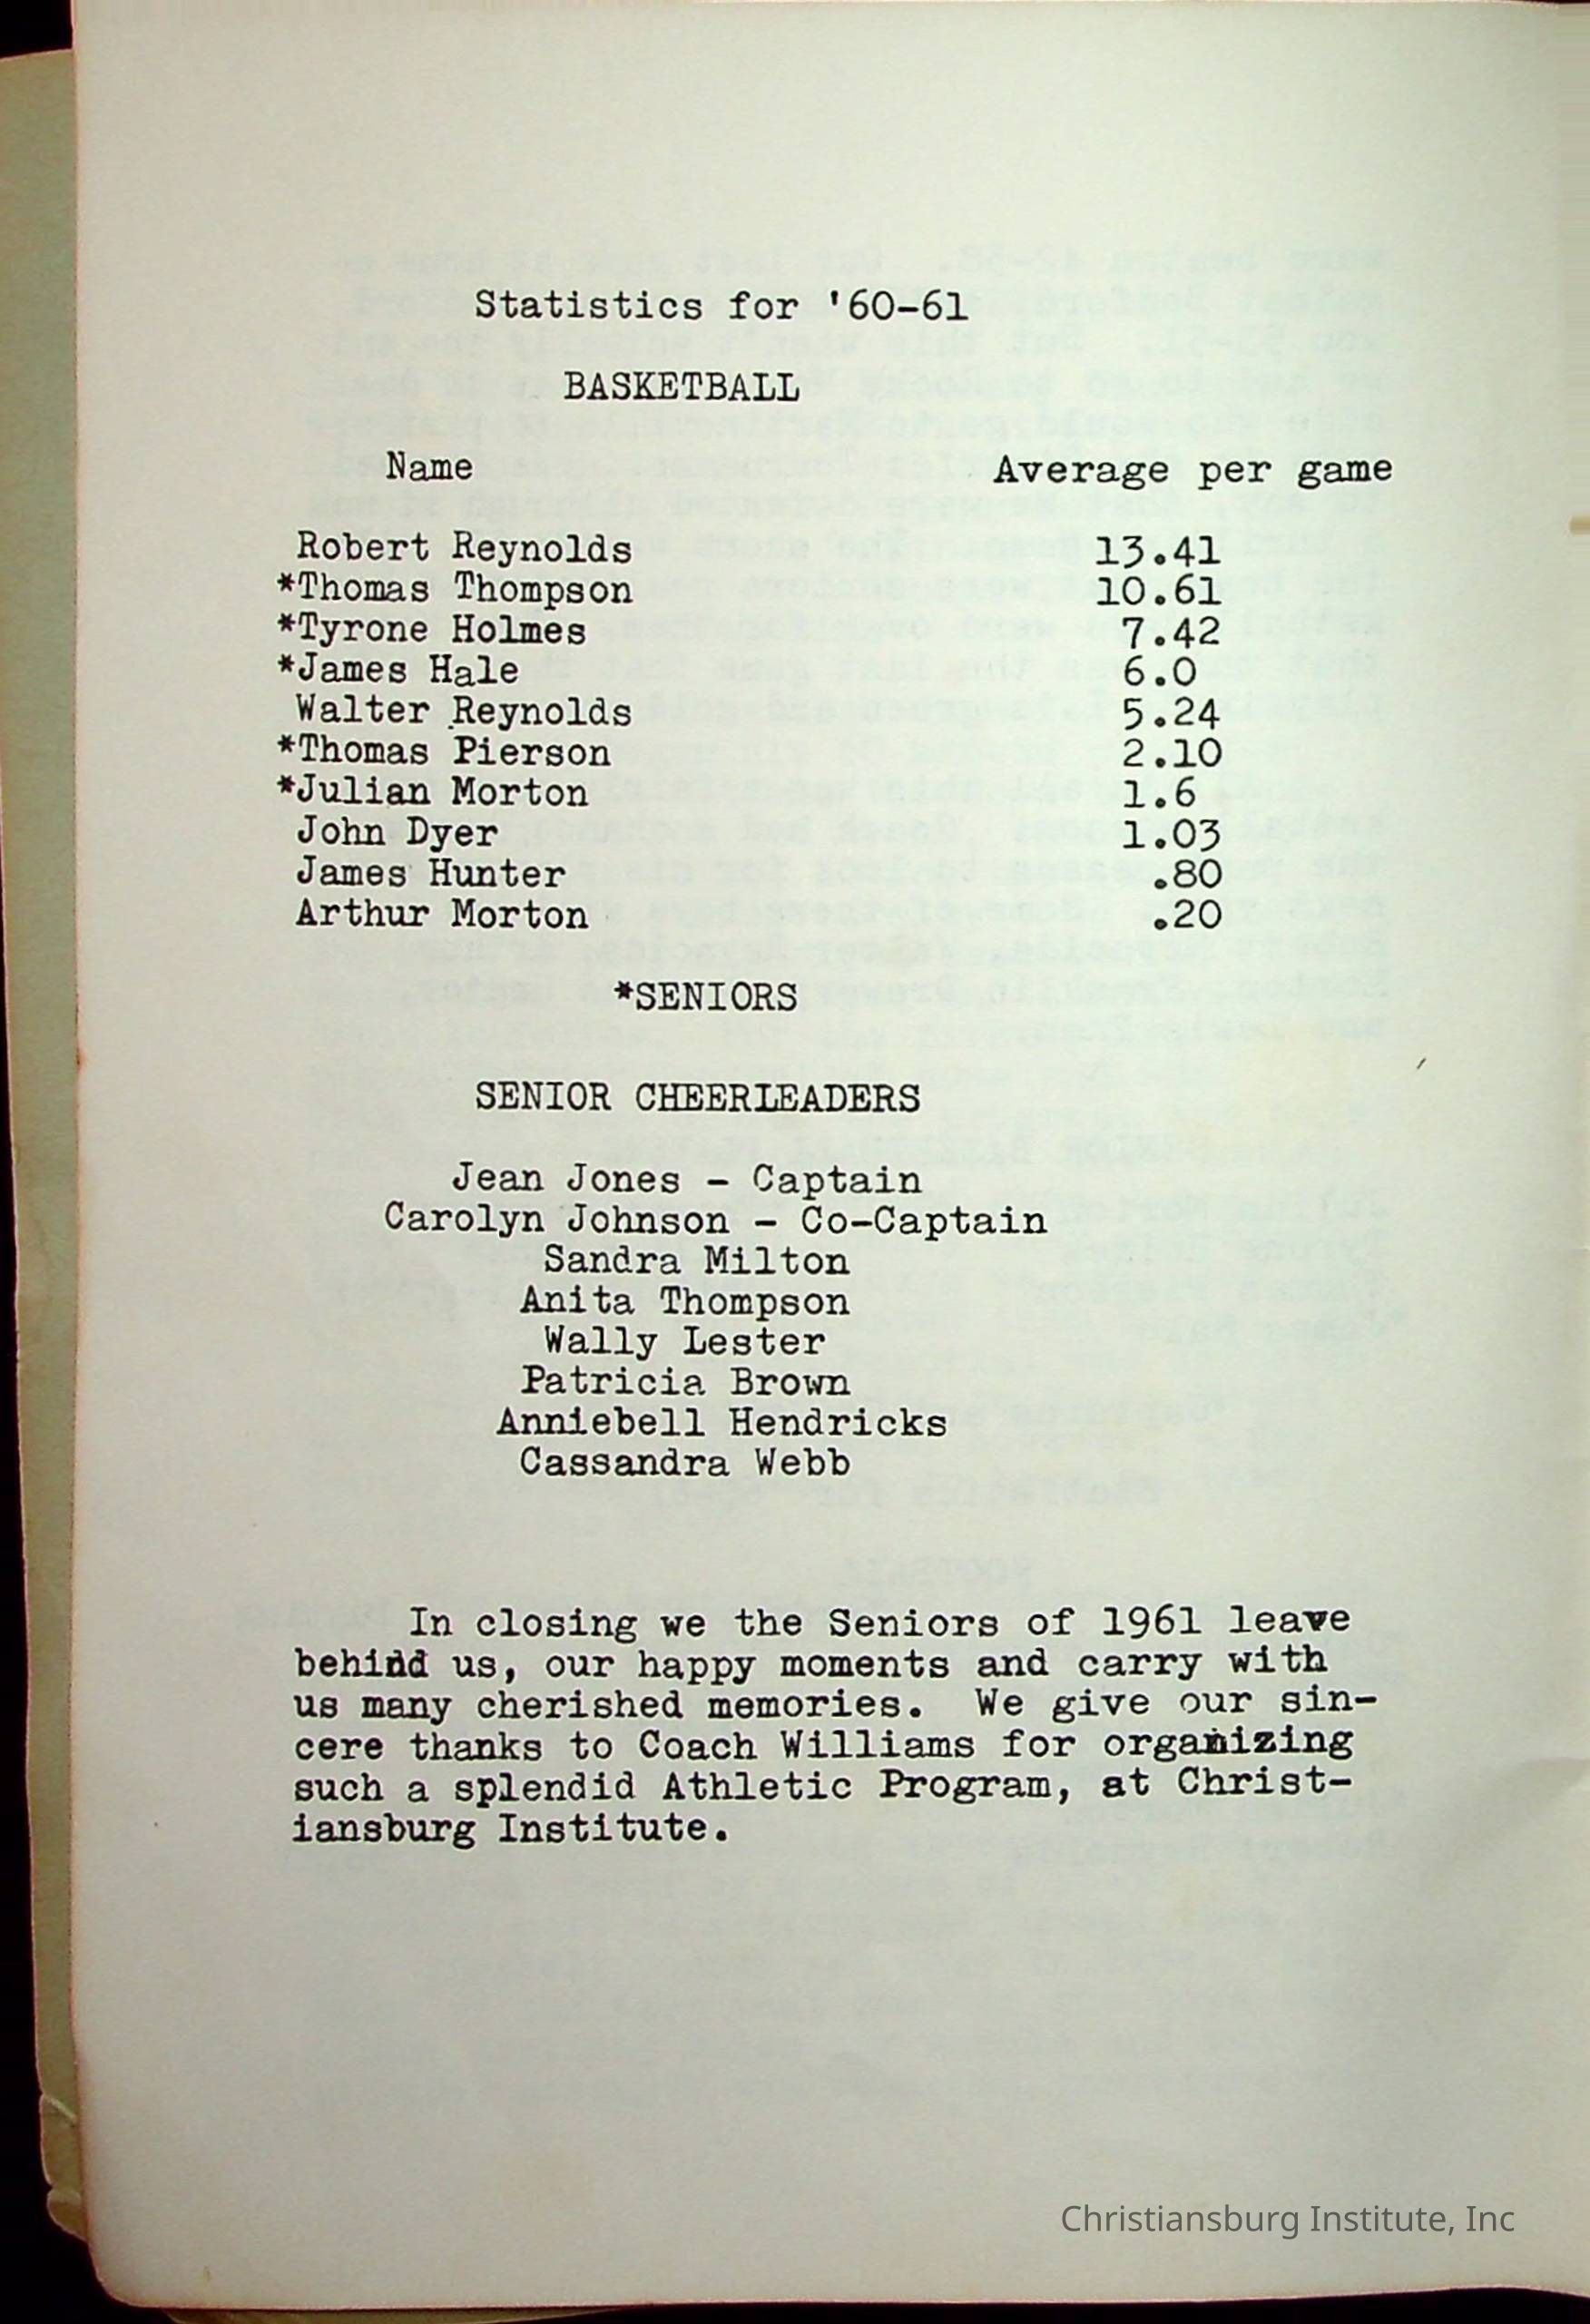 Statistics for '60-61
BASKETBALL
Name Average per game
Robert Reynolds 13.41
*Thomas Thompson 10.61
*Tyrone Holmes 7.42
*James Hale 6.0
Walter Reynolds 5.24
*Thomas Pierson 2.10
*Julian Morton 1.6
John Dyer 1.03
James Hunter .80
Arthur Morton .20
*SENIORS
SENIOR CHEERLEADERS
Jean Jones - Captain
Carolyn Johnson - Co-Captain
Sandra Milton
Anita Thompson
Wally Lester
Patricia Brown
Anniebell Hendricks
Cassandra Webb
In closing we the Seniors of 1961 leave
behind us, our happy moments and carry with
us many cherished memories. We give our sin-
cere thanks to Coach Williams for organizing
such a splendid Athletic Program, at Christ-
iansburg Institute.
Christiansburg Institute, Inc